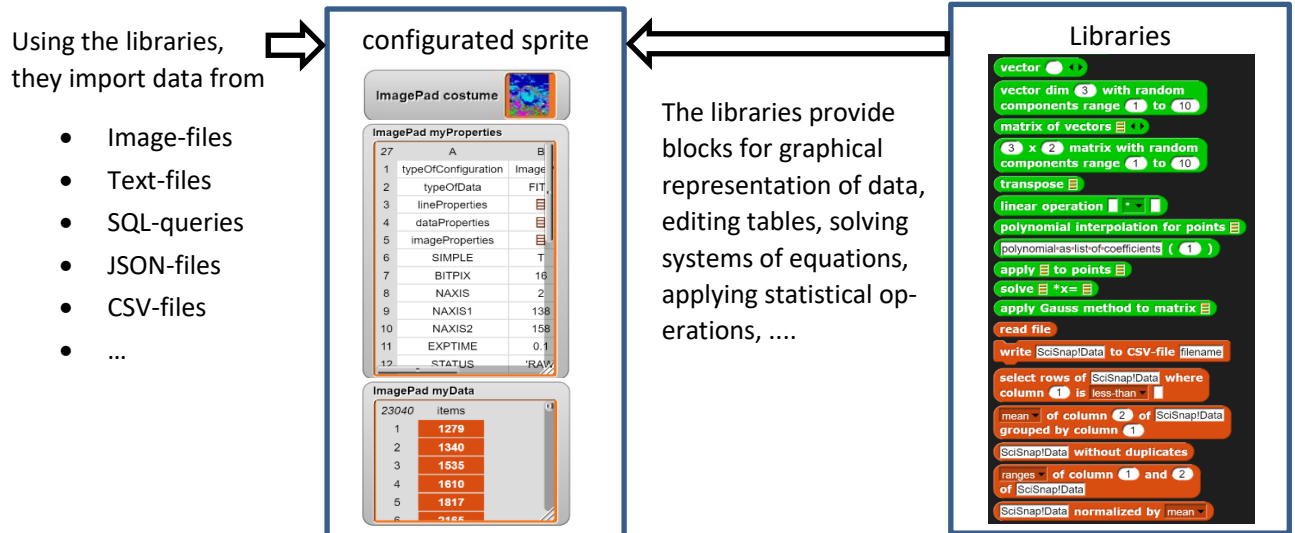 Using the libraries,
they import data from
• Image-files
• Text-files
• SQL-queries
• JSON-files
• CSV-files
• …
configurated sprite
ImagePad costume
ImagePad myProperties
27 A B
1 typeOfConfiguration Image
2 typeOfData FIT
3 lineProperties
4 dataProperties
5 imageProperties
6 SIMPLE T
7 BITPIX 16
8 NAXIS 2
9 NAXIS1 138
10 NAXIS2 158
11 EXPTIME 0.1
12 STATUS 'RAW
ImagePad myData
23040 items
1 1279
2 1340
3 1535
4 1610
5 1817
6 2165
The libraries provide
blocks for graphical
representation of data,
editing tables, solving
systems of equations,
applying statistical op-
erations, ....
Libraries
vector
vector dim 3 with random
components range 1 to 10
matrix of vectors
3 x 2 matrix with random
components range 1 to 10
transpose
linear operation *
polynomial interpolation for points
polynomial-as-list-of-coefficients ( 1 )
apply to points
solve *x=
apply Gauss method to matrix
read file
write SciSnap!Data to CSV-file filename
select rows of SciSnap!Data where
column 1 is less-than
mean of column 2 of SciSnap!Data
grouped by column 1
SciSnap!Data without duplicates
ranges of column 1 and 2
of SciSnap!Data
SciSnap!Data normalized by mean